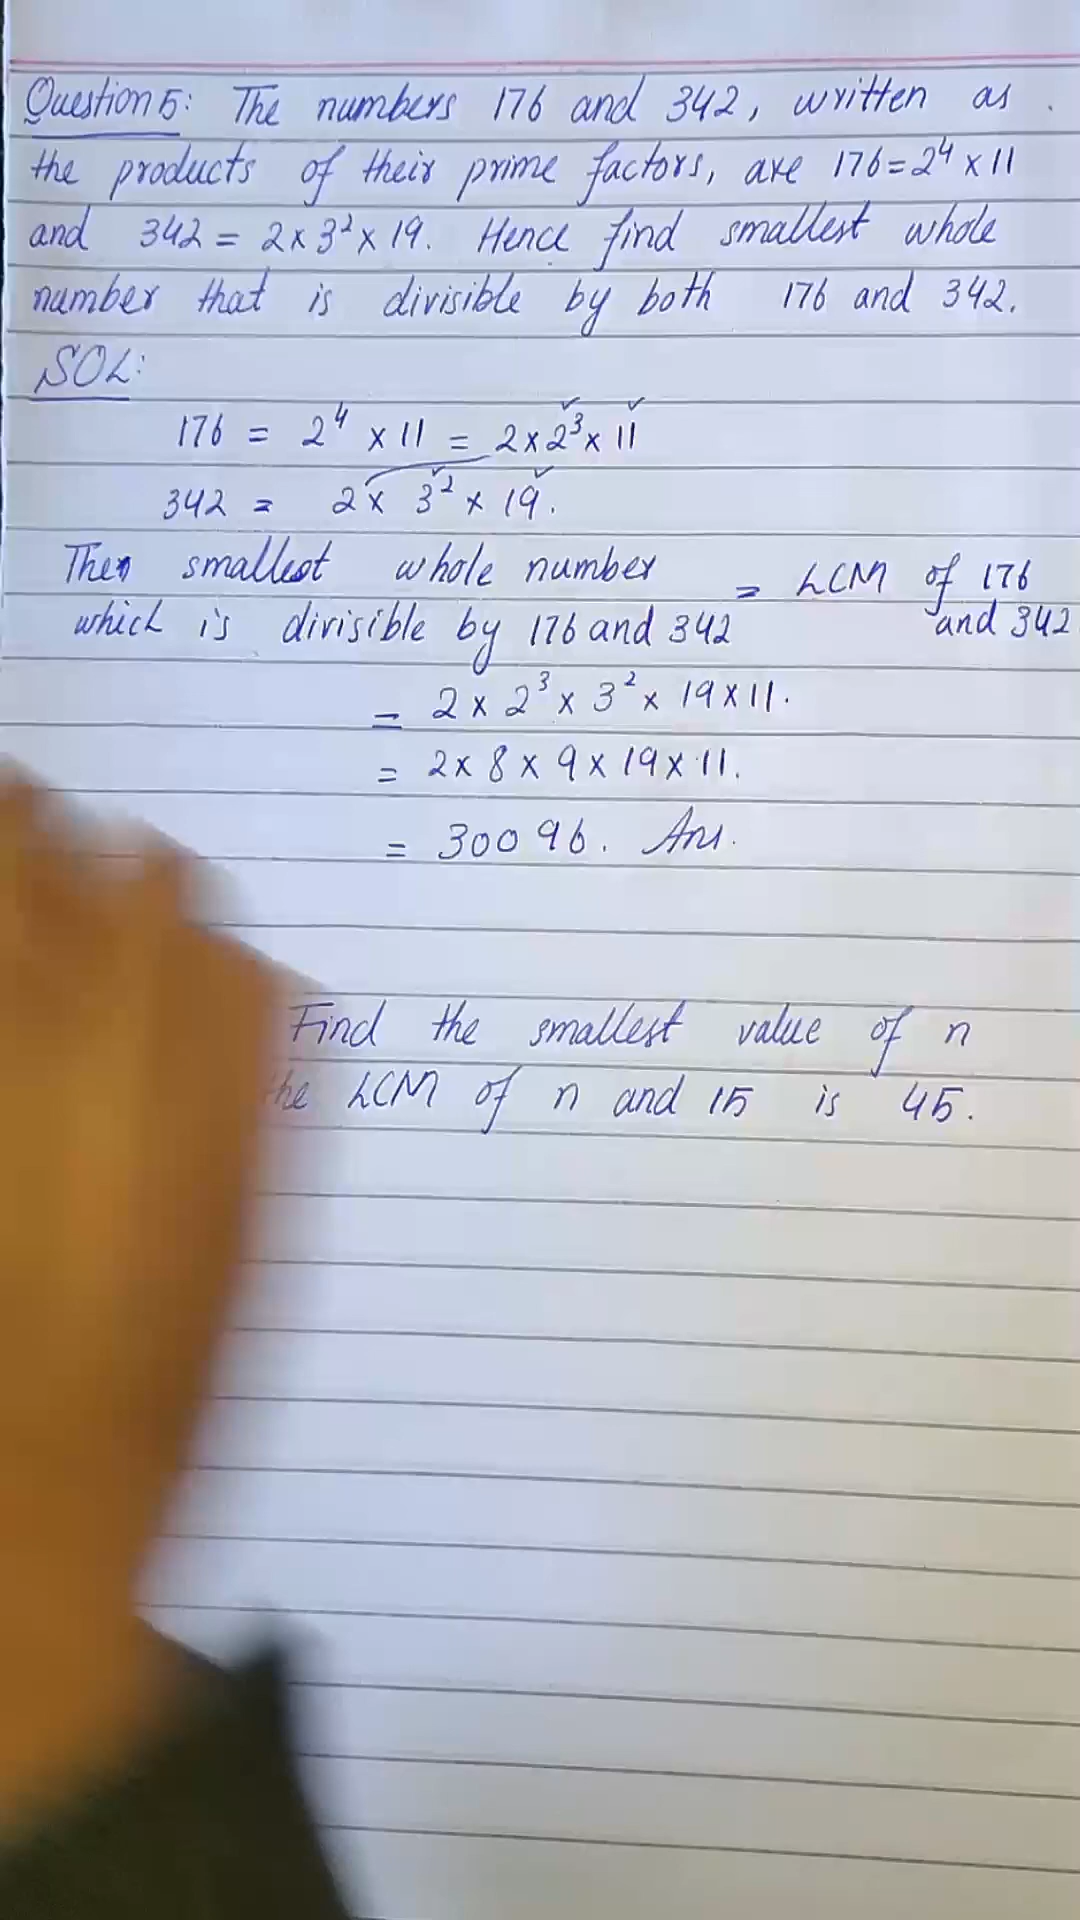 Question 5: The numbers 176 and 342, written as
the products of their prime factors, are 176 = 2⁴ × 11
and 342 = 2 × 3² × 19. Hence find smallest whole
number that is divisible by both 176 and 342.
SOL:
176 = 2⁴ × 11 = 2 × 2³ × 11
342 = 2 × 3² × 19.
Then smallest whole number
which is divisible by 176 and 342
= LCM of 176
and 342
= 2 × 2³ × 3² × 19 × 11.
= 2 × 8 × 9 × 19 × 11.
= 30096. Ans.
Find the smallest value of n
the LCM of n and 15 is 45.